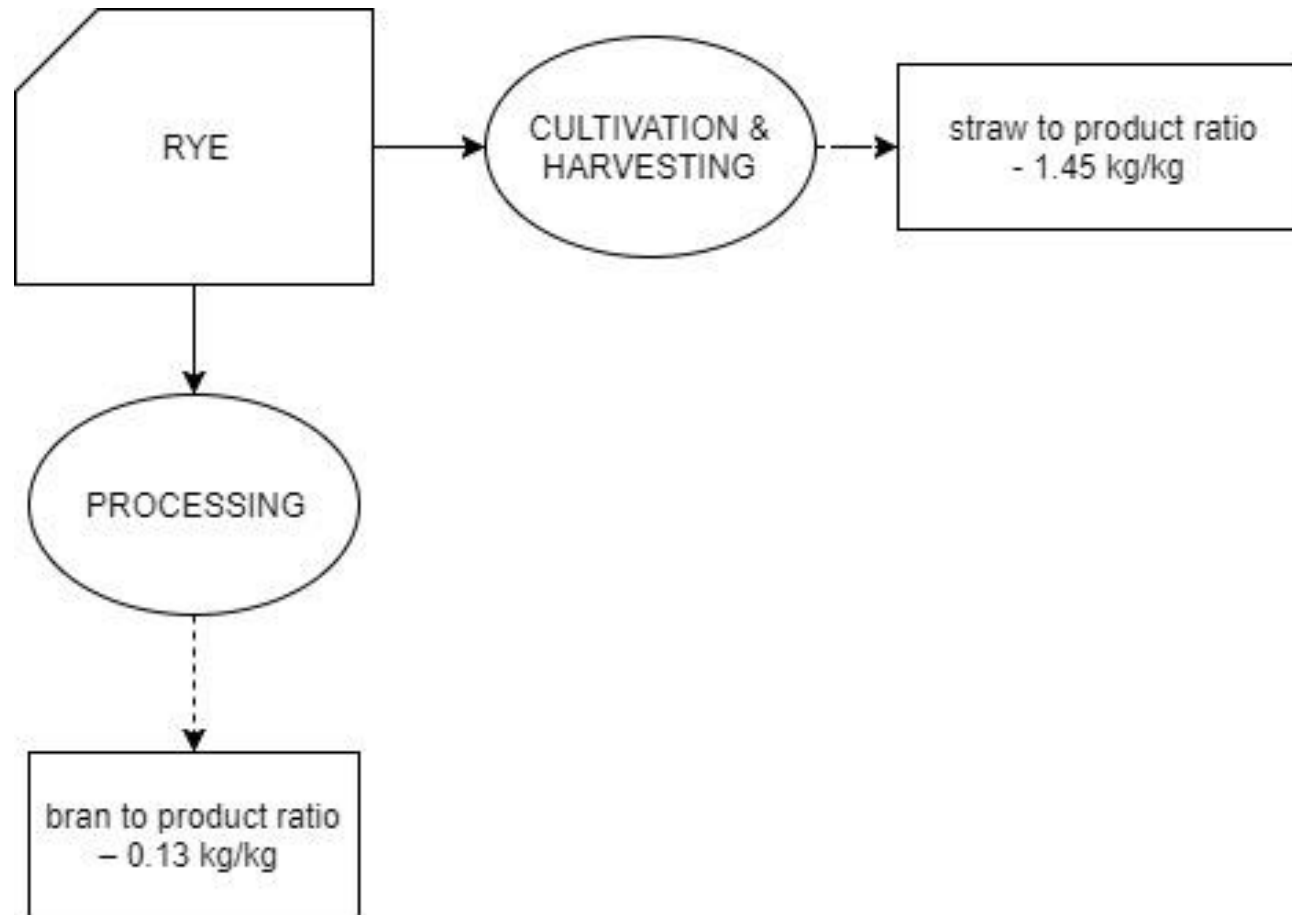 RYE
CULTIVATION &
HARVESTING
straw to product ratio
- 1.45 kg/kg
PROCESSING
bran to product ratio
– 0.13 kg/kg